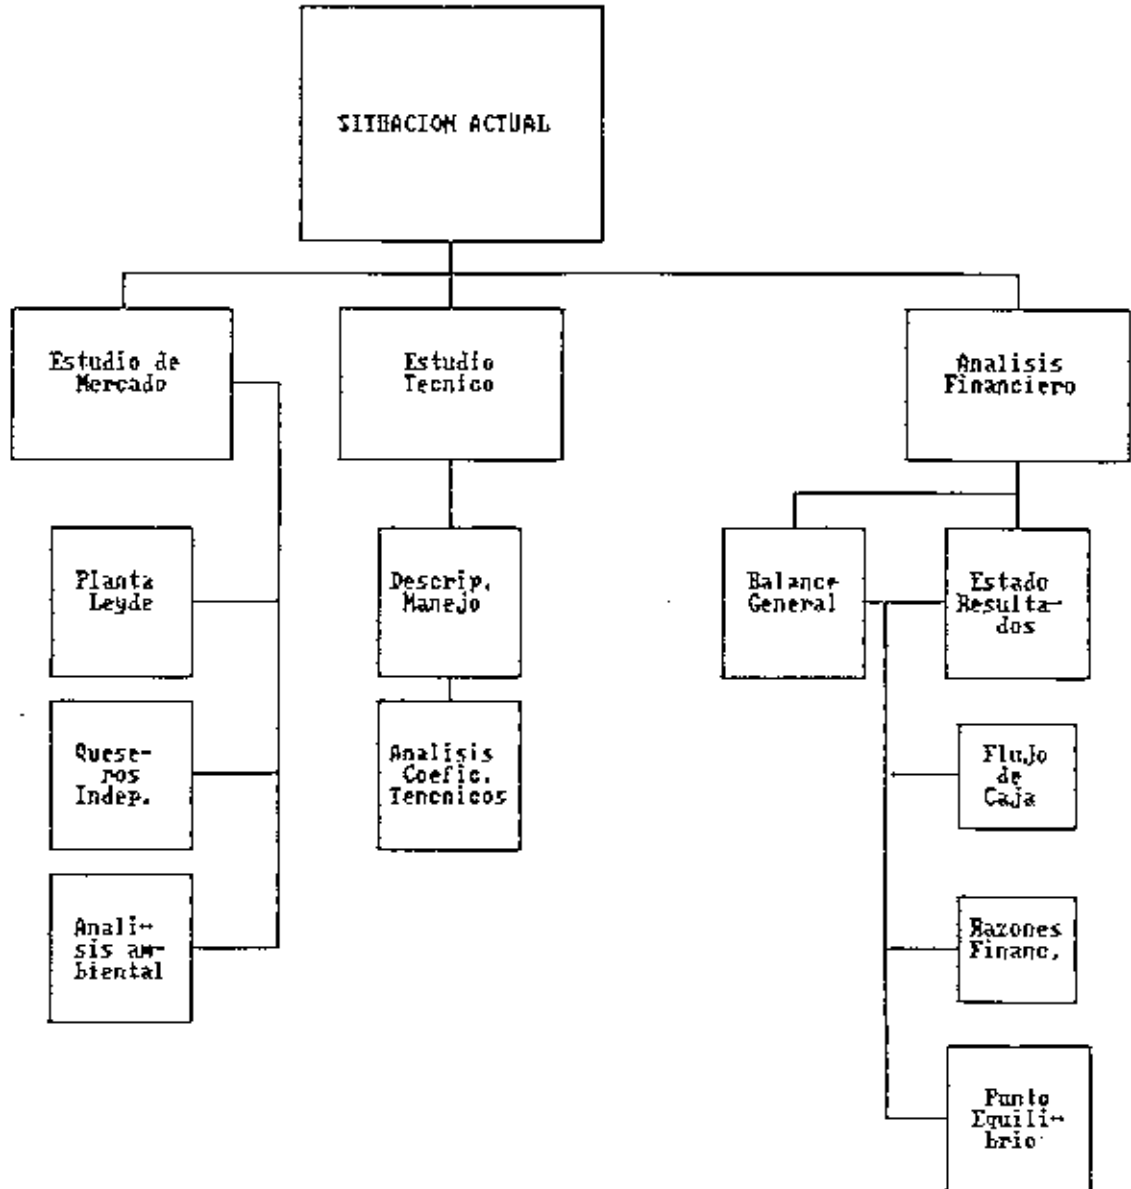 SITUACION ACTUAL
Estudio de
Mercado
Estudio
Tecnico
Analisis
Financiero
Planta
Leyde
Descrip.
Manejo
Balance
General
Estado
Resulta-
dos
Quese-
ros
Indep.
Analisis
Coefic.
Tencnicos
Flujo
de
Caja
Anali-
sis am-
biental
Razones
Financ.
Punto
Equili-
brio